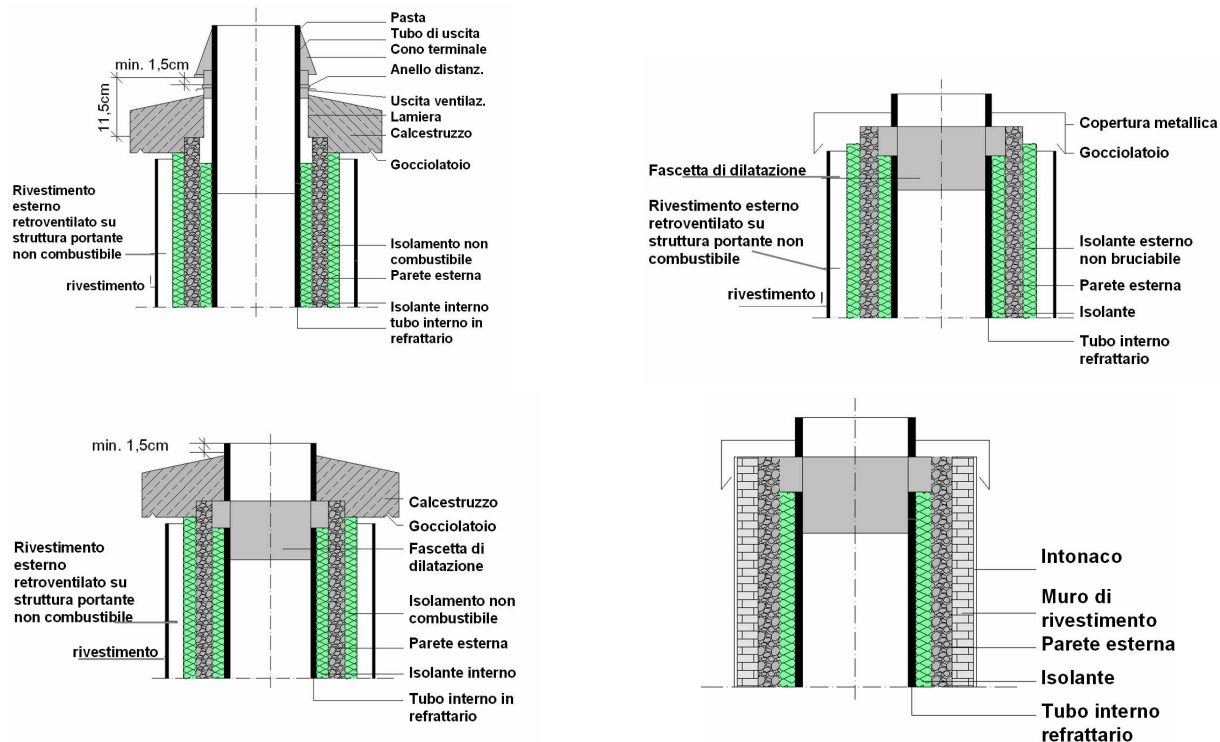 Pasta
Tubo di uscita
Cono terminale
Anello distanz.
Uscita ventilaz.
Lamiera
Calcestruzzo
Gocciolatoio
Isolamento non
combustibile
Parete esterna
Isolante interno
tubo interno in
refrattario
min. 1,5cm
11,5cm
Rivestimento
esterno
retroventilato su
struttura portante
non combustibile
rivestimento
Copertura metallica
Gocciolatoio
Fascetta di dilatazione
Rivestimento esterno
retroventilato su
struttura portante non
combustibile
rivestimento
Isolante esterno
non bruciabile
Parete esterna
Isolante
Tubo interno
refrattario
min. 1,5cm
Calcestruzzo
Gocciolatoio
Fascetta di
dilatazione
Rivestimento
esterno
retroventilato su
struttura portante
non combustibile
rivestimento
Isolamento non
combustibile
Parete esterna
Isolante interno
Tubo interno in
refrattario
Intonaco
Muro di
rivestimento
Parete esterna
Isolante
Tubo interno
refrattario